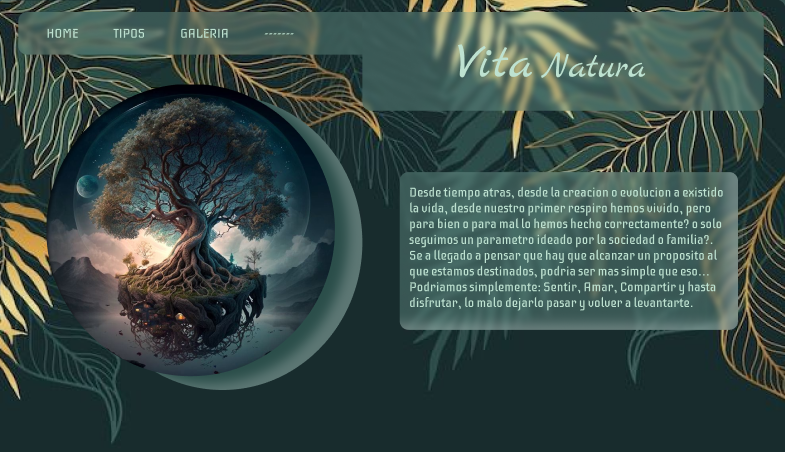 HOME TIPOS GALERIA -------
Vita Natura
Desde tiempo atras, desde la creacion o evolucion a existido
la vida, desde nuestro primer respiro hemos vivido, pero
para bien o para mal lo hemos hecho correctamente? o solo
seguimos un parametro ideado por la sociedad o familia?.
Se a llegado a pensar que hay que alcanzar un proposito al
que estamos destinados, podria ser mas simple que eso...
Podriamos simplemente: Sentir, Amar, Compartir y hasta
disfrutar, lo malo dejarlo pasar y volver a levantarte.